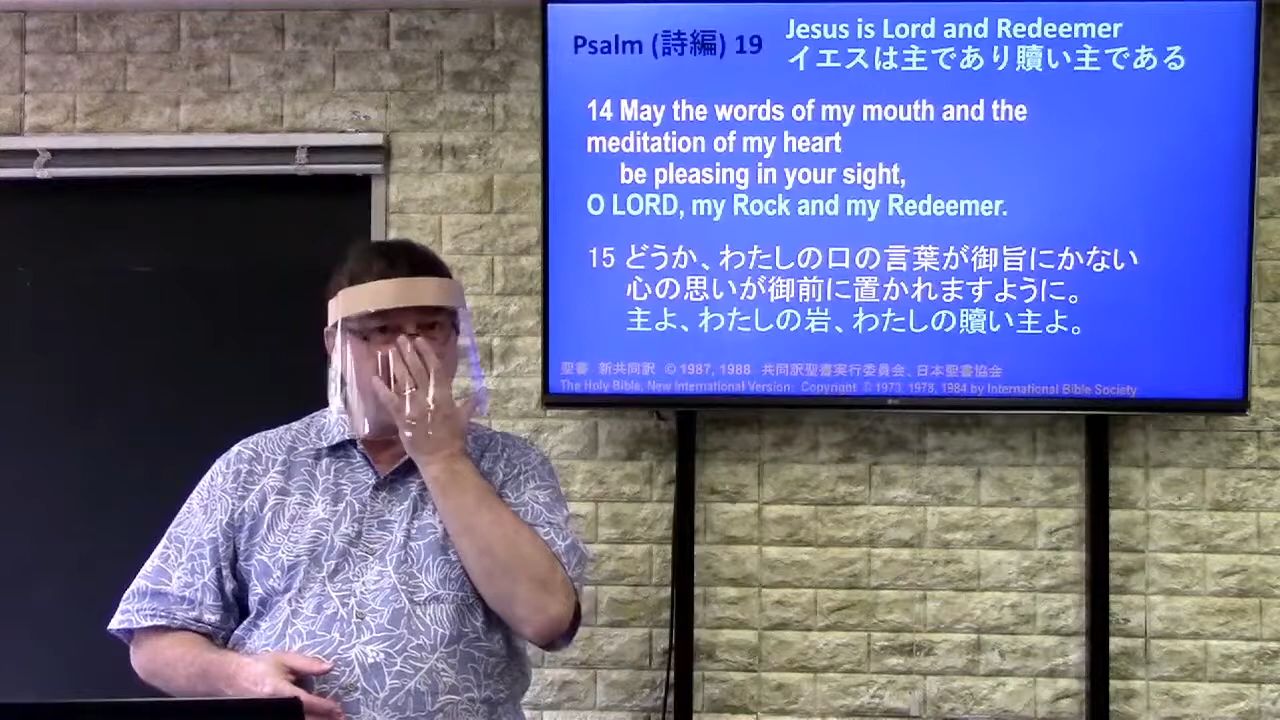 Psalm (詩編) 19
Jesus is Lord and Redeemer
イエスは主であり贖い主である
14 May the words of my mouth and the
meditation of my heart
be pleasing in your sight,
O LORD, my Rock and my Redeemer.
15 どうか、わたしの口の言葉が御旨にかない
心の思いが御前に置かれますように。
主よ、わたしの岩、わたしの贖い主よ。
聖書 新共同訳 © 1987, 1988 共同訳聖書実行委員会、日本聖書協会
The Holy Bible, New International Version; Copyright © 1973, 1978, 1984 by International Bible Society